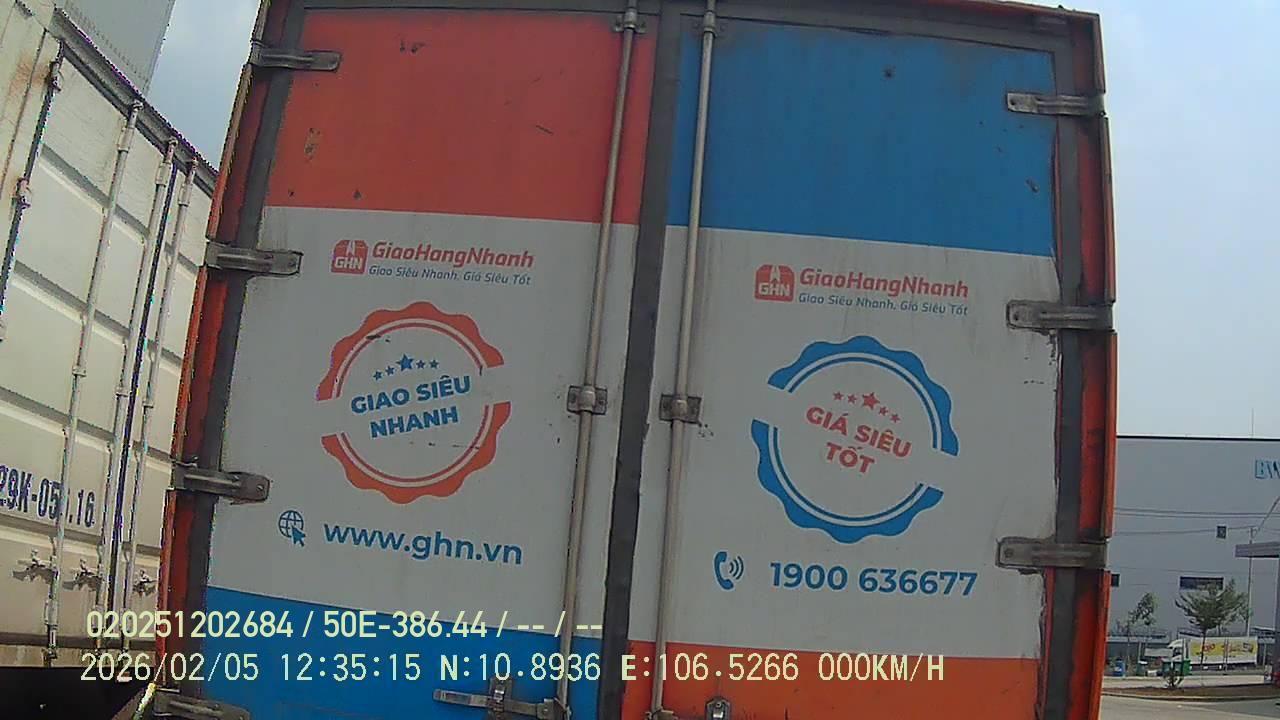 GHN GiaoHangNhanh
Giao Siêu Nhanh, Giá Siêu Tốt
GIAO SIÊU
NHANH
www.ghn.vn
GHN GiaoHangNhanh
Giao Siêu Nhanh, Giá Siêu Tốt
GIÁ SIÊU
TỐT
1900 636677
BW
020251202684 / 50E-386.44 / -- / --
2026/02/05 12:35:15 N:10.8936 E:106.5266 000KM/H